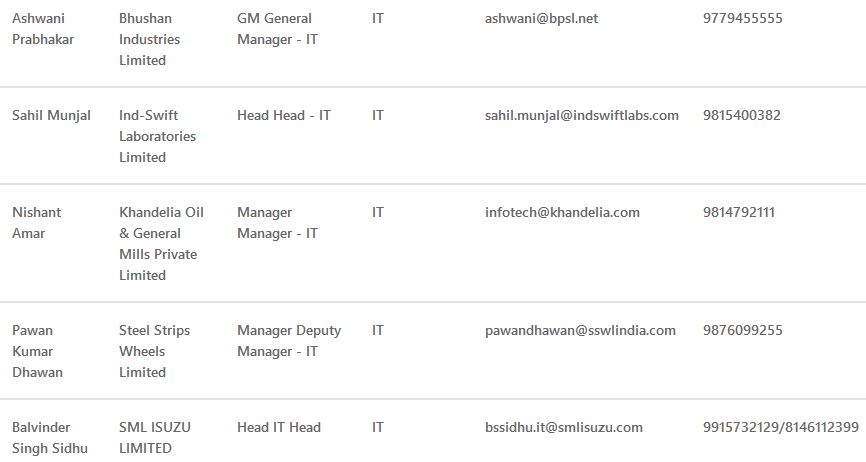 Ashwani Bhushan GM General IT ashwani@bpsl.net 9779455555
Prabhakar Industries Manager - IT
Limited
Sahil Munjal Ind-Swift Head Head - IT IT sahil.munjal@indswiftlabs.com 9815400382
Laboratories
Limited
Nishant Khandelia Oil Manager IT infotech@khandelia.com 9814792111
Amar & General Manager - IT
Mills Private
Limited
Pawan Steel Strips Manager Deputy IT pawandhawan@sswlindia.com 9876099255
Kumar Wheels Manager - IT
Dhawan Limited
Balvinder SML ISUZU Head IT Head IT bssidhu.it@smlisuzu.com 9915732129/8146112399
Singh Sidhu LIMITED